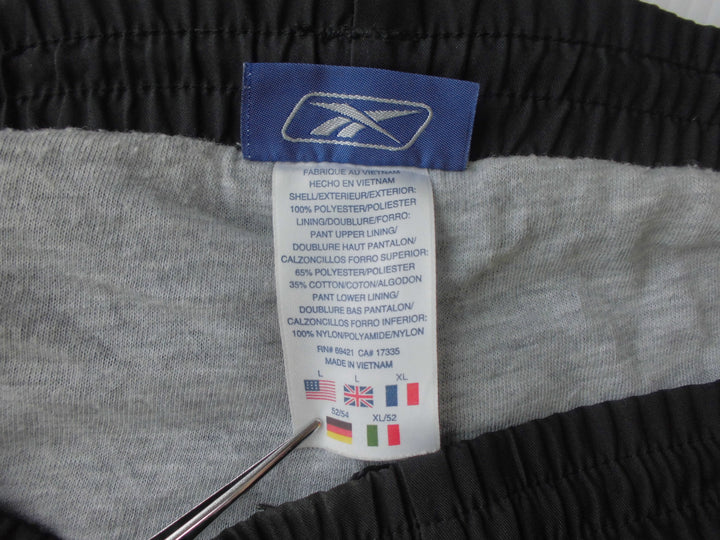 FABRIQUE AU VIETNAM
HECHO EN VIETNAM
SHELL/EXTERIEUR/EXTERIOR:
100% POLYESTER/POLIESTER
LINING/DOUBLURE/FORRO:
PANT UPPER LINING/
DOUBLURE HAUT PANTALON/
CALZONCILLOS FORRO SUPERIOR:
65% POLYESTER/POLIESTER
35% COTTON/COTON/ALGODON
PANT LOWER LINING/
DOUBLURE BAS PANTALON/
CALZONCILLOS FORRO INFERIOR:
100% NYLON/POLYAMIDE/NYLON
RN# 69421 CA# 17335
MADE IN VIETNAM
L L XL
52/54 XL/52